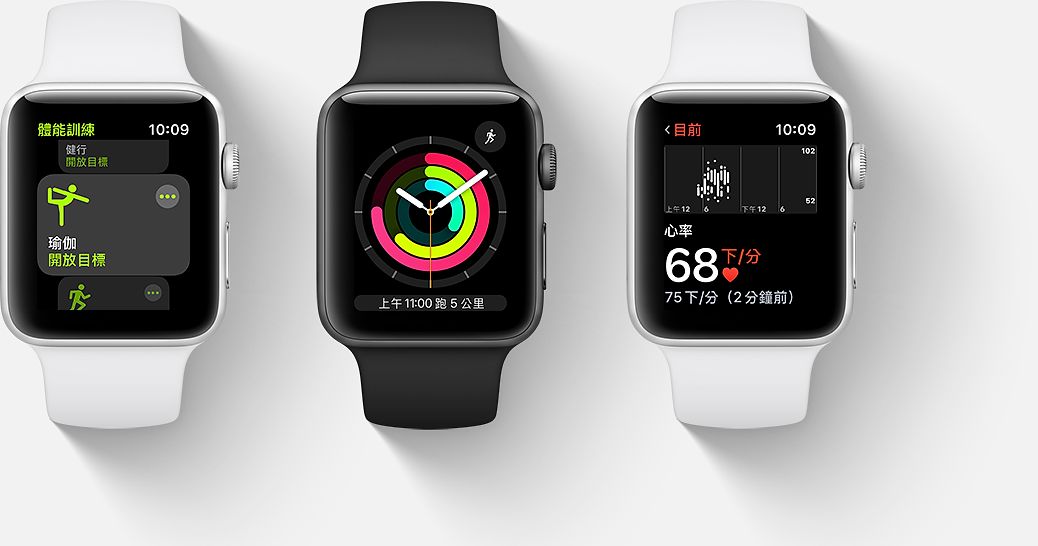 體能訓練 10:09
健行
開放目標
瑜伽
開放目標
上午 11:00 跑 5 公里
<目前 10:09
102
52
上午 12 6 下午 12 6
心率
68 下/分
75 下/分（2 分鐘前）